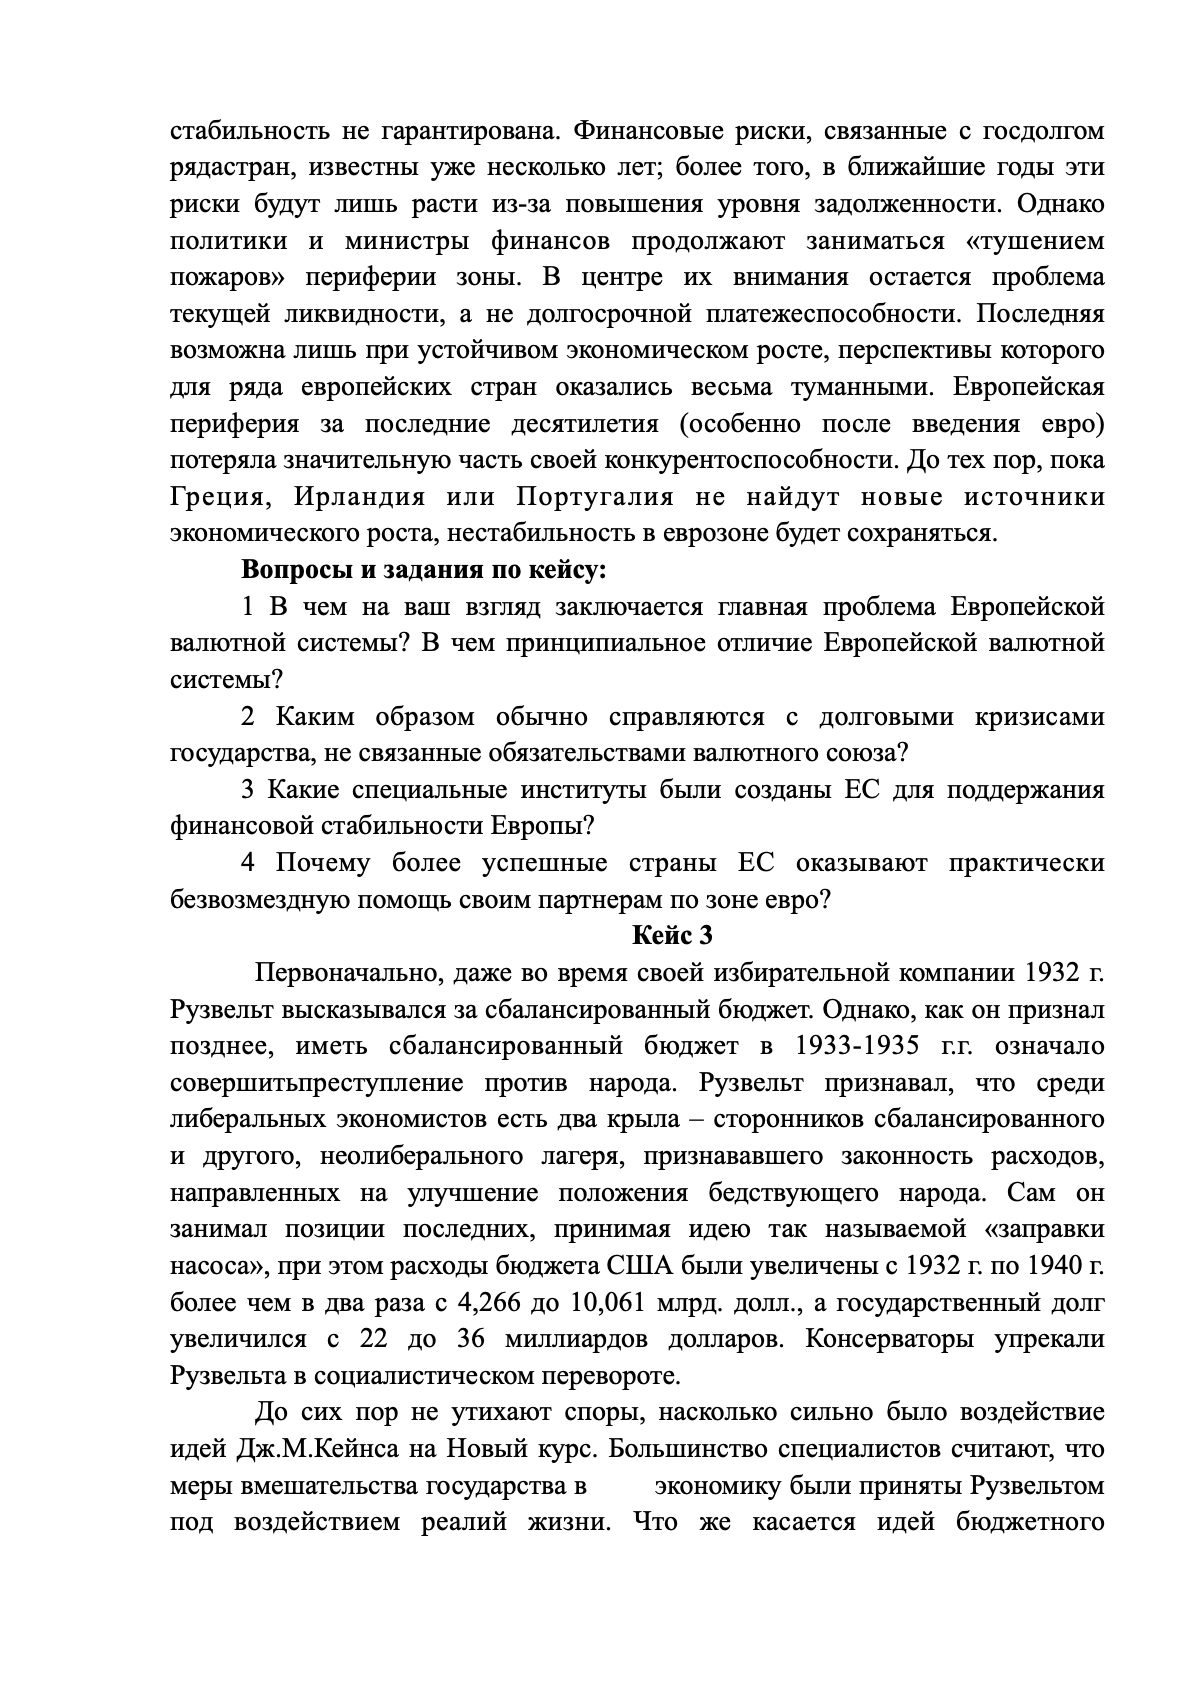 стабильность не гарантирована. Финансовые риски, связанные с госдолгом
рядастран, известны уже несколько лет; более того, в ближайшие годы эти
риски будут лишь расти из-за повышения уровня задолженности. Однако
политики и министры финансов продолжают заниматься «тушением
пожаров» периферии зоны. В центре их внимания остается проблема
текущей ликвидности, а не долгосрочной платежеспособности. Последняя
возможна лишь при устойчивом экономическом росте, перспективы которого
для ряда европейских стран оказались весьма туманными. Европейская
периферия за последние десятилетия (особенно после введения евро)
потеряла значительную часть своей конкурентоспособности. До тех пор, пока
Греция, Ирландия или Португалия не найдут новые источники
экономического роста, нестабильность в еврозоне будет сохраняться.
Вопросы и задания по кейсу:
1 В чем на ваш взгляд заключается главная проблема Европейской
валютной системы? В чем принципиальное отличие Европейской валютной
системы?
2 Каким образом обычно справляются с долговыми кризисами
государства, не связанные обязательствами валютного союза?
3 Какие специальные институты были созданы ЕС для поддержания
финансовой стабильности Европы?
4 Почему более успешные страны ЕС оказывают практически
безвозмездную помощь своим партнерам по зоне евро?
Кейс 3
Первоначально, даже во время своей избирательной компании 1932 г.
Рузвельт высказывался за сбалансированный бюджет. Однако, как он признал
позднее, иметь сбалансированный бюджет в 1933-1935 г.г. означало
совершитьпреступление против народа. Рузвельт признавал, что среди
либеральных экономистов есть два крыла – сторонников сбалансированного
и другого, неолиберального лагеря, признававшего законность расходов,
направленных на улучшение положения бедствующего народа. Сам он
занимал позиции последних, принимая идею так называемой «заправки
насоса», при этом расходы бюджета США были увеличены с 1932 г. по 1940 г.
более чем в два раза с 4,266 до 10,061 млрд. долл., а государственный долг
увеличился с 22 до 36 миллиардов долларов. Консерваторы упрекали
Рузвельта в социалистическом перевороте.
До сих пор не утихают споры, насколько сильно было воздействие
идей Дж.М.Кейнса на Новый курс. Большинство специалистов считают, что
меры вмешательства государства в экономику были приняты Рузвельтом
под воздействием реалий жизни. Что же касается идей бюджетного